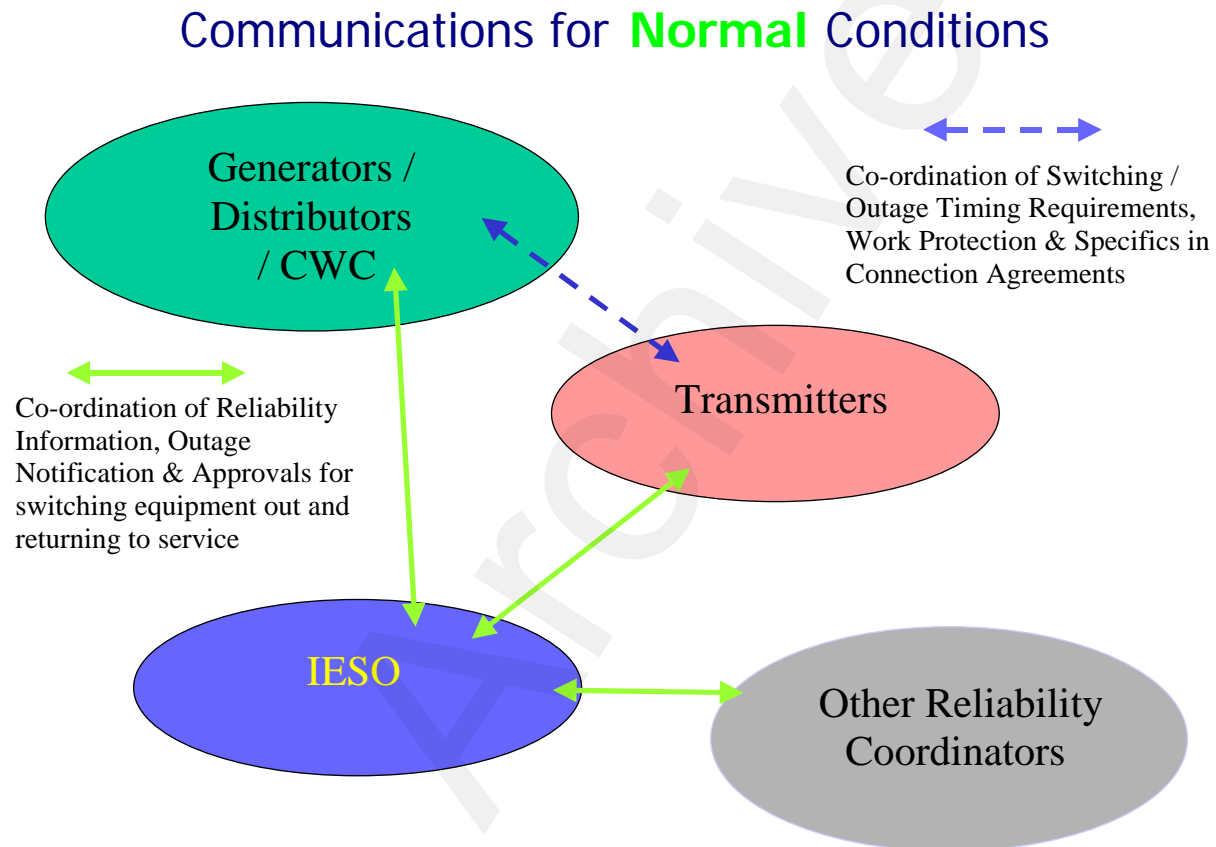 Communications for Normal Conditions
Generators /
Distributors
/ CWC
Co-ordination of Switching /
Outage Timing Requirements,
Work Protection & Specifics in
Connection Agreements
Transmitters
Co-ordination of Reliability
Information, Outage
Notification & Approvals for
switching equipment out and
returning to service
IESO
Other Reliability
Coordinators
Archive